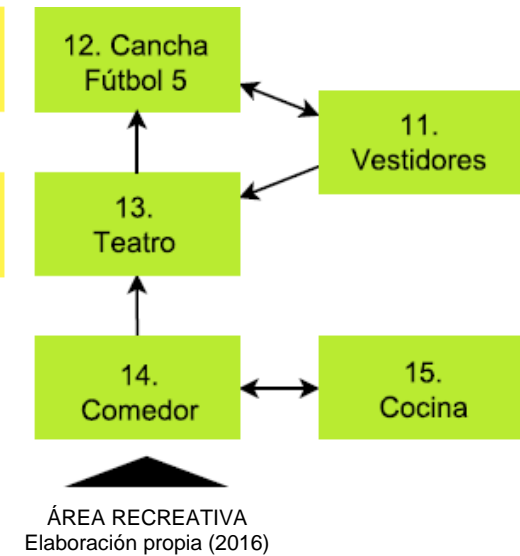 12. Cancha
Fútbol 5
11.
Vestidores
13.
Teatro
14.
Comedor
15.
Cocina
ÁREA RECREATIVA
Elaboración propia (2016)